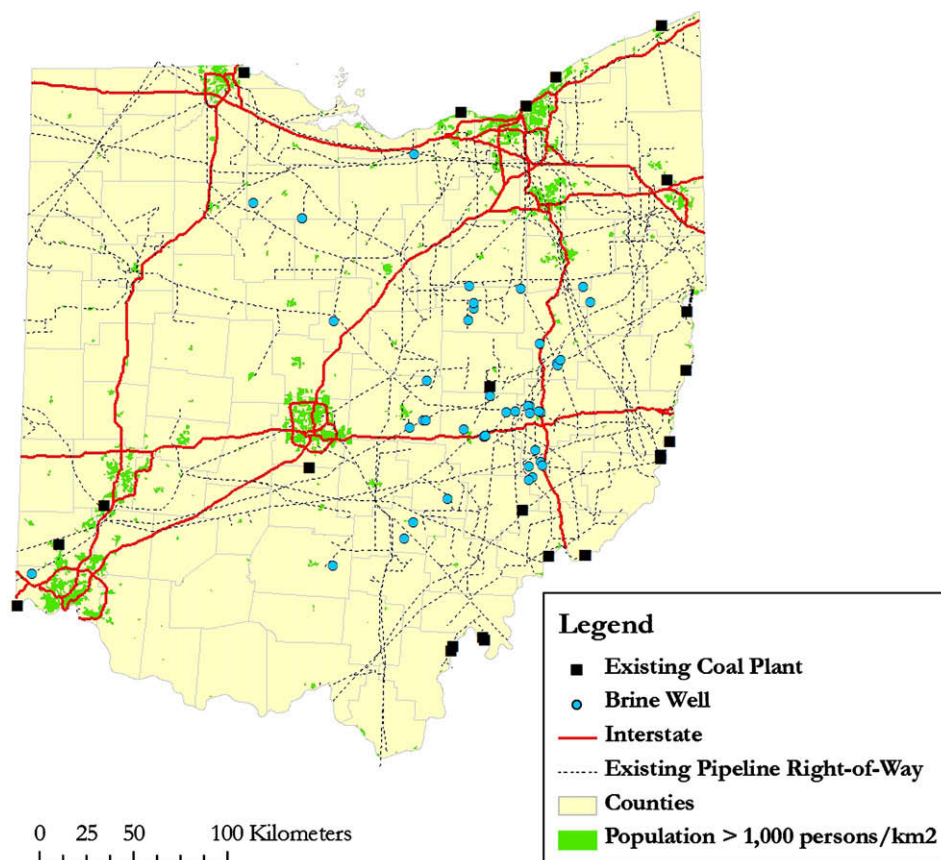 Legend
Existing Coal Plant
Brine Well
Interstate
Existing Pipeline Right-of-Way
Counties
Population > 1,000 persons/km2
0 25 50 100 Kilometers